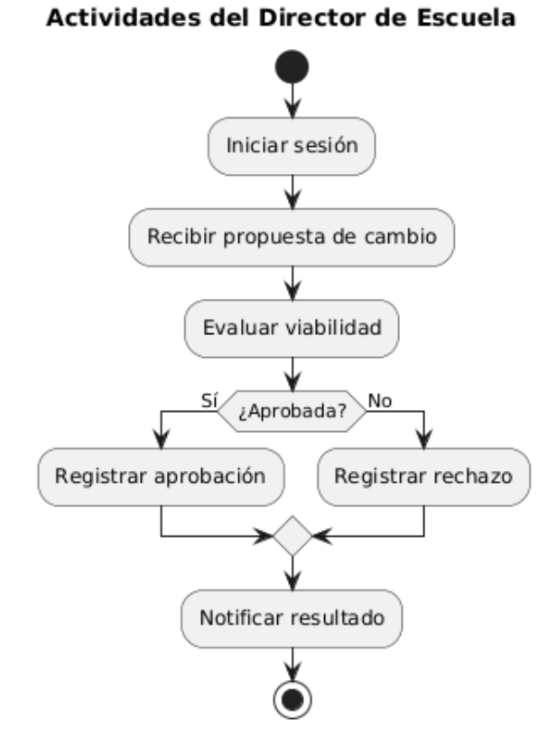 Actividades del Director de Escuela
Iniciar sesión
Recibir propuesta de cambio
Evaluar viabilidad
Sí
¿Aprobada?
No
Registrar aprobación
Registrar rechazo
Notificar resultado